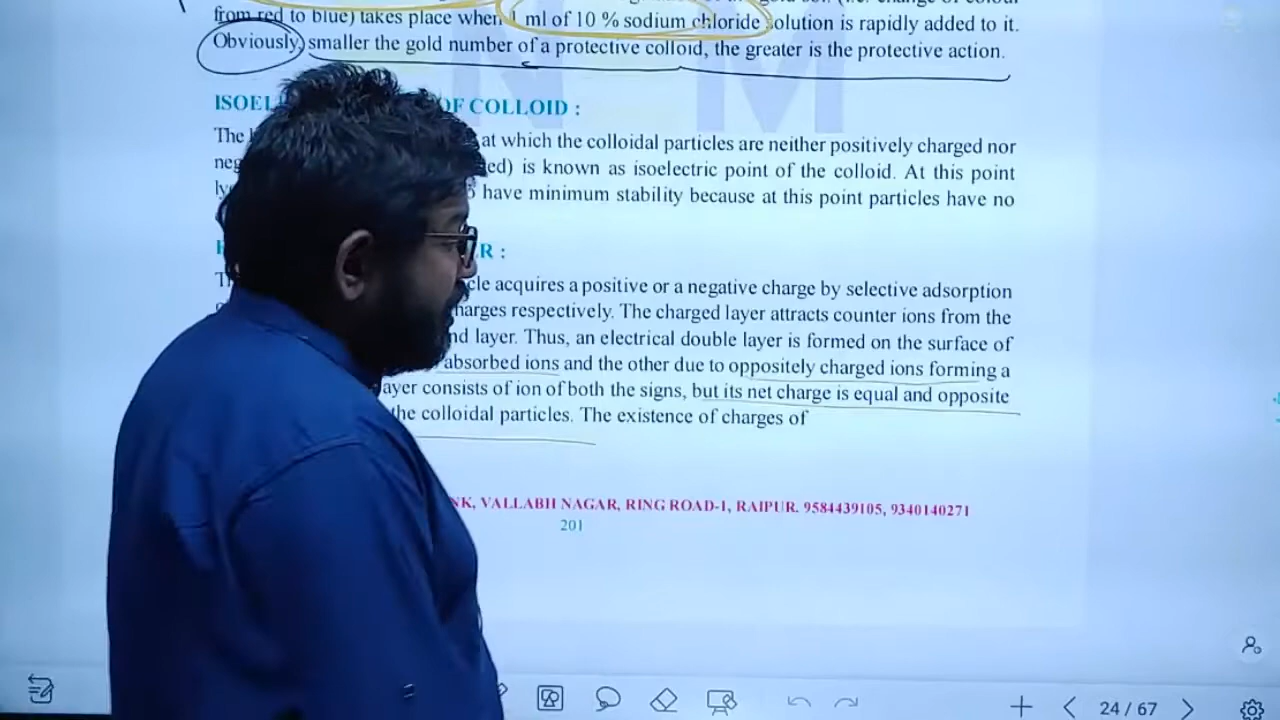 from red to blue) takes place when 1 ml of 10 % sodium chloride solution is rapidly added to it.
Obviously, smaller the gold number of a protective colloid, the greater is the protective action.
OF COLLOID :
The at which the colloidal particles are neither positively charged nor
is known as isoelectric point of the colloid. At this point
have minimum stability because at this point particles have no
R :
acquires a positive or a negative charge by selective adsorption
respectively. The charged layer attracts counter ions from the
layer. Thus, an electrical double layer is formed on the surface of
absorbed ions and the other due to oppositely charged ions forming a
consists of ion of both the signs, but its net charge is equal and opposite
the colloidal particles. The existence of charges of
NK, VALLABH NAGAR, RING ROAD-1, RAIPUR. 9584439105, 9340140271
201
24 / 67